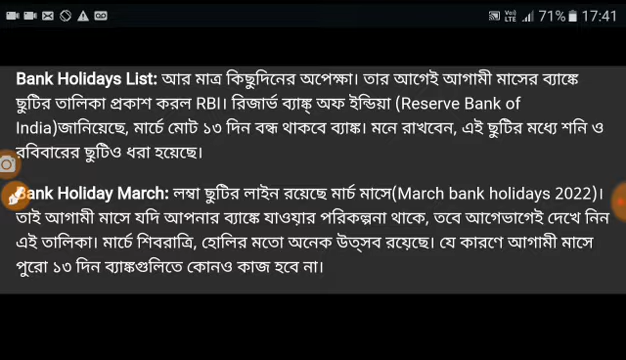 Voj) LTE 71% 17:41
Bank Holidays List: আর মাত্র কিছুদিনের অপেক্ষা। তার আগেই আগামী মাসের ব্যাঙ্কে
ছুটির তালিকা প্রকাশ করল RBI। রিজার্ভ ব্যাঙ্ক্ অফ ইন্ডিয়া (Reserve Bank of
India)জানিয়েছে, মার্চে মোট ১৩ দিন বন্ধ থাকবে ব্যাঙ্ক। মনে রাখবেন, এই ছুটির মধ্যে শনি ও
রবিবারের ছুটিও ধরা হয়েছে।
Bank Holiday March: লম্বা ছুটির লাইন রয়েছে মার্চ মাসে(March bank holidays 2022)।
তাই আগামী মাসে যদি আপনার ব্যাঙ্কে যাওয়ার পরিকল্পনা থাকে, তবে আগেভাগেই দেখে নিন
এই তালিকা। মার্চে শিবরাত্রি, হোলির মতো অনেক উত্সব রয়েছে। যে কারণে আগামী মাসে
পুরো ১৩ দিন ব্যাঙ্কগুলিতে কোনও কাজ হবে না।